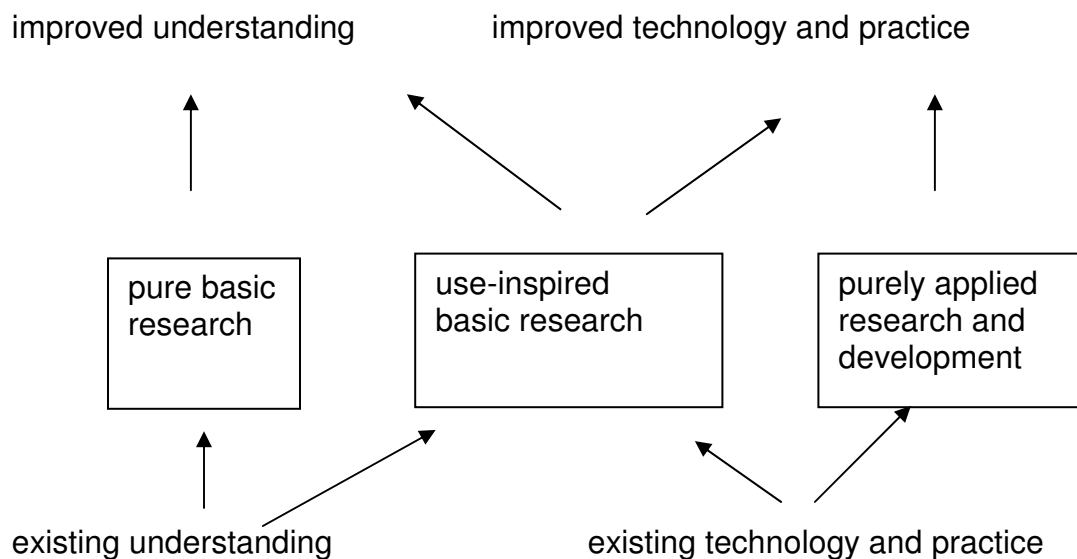 improved understanding
improved technology and practice
pure basic
research
use-inspired
basic research
purely applied
research and
development
existing understanding
existing technology and practice